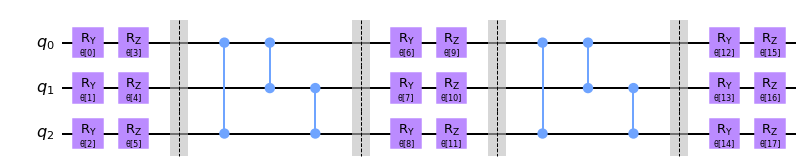 q0 RY θ[0] RZ θ[3] RY θ[6] RZ θ[9] RY θ[12] RZ θ[15]
q1 RY θ[1] RZ θ[4] RY θ[7] RZ θ[10] RY θ[13] RZ θ[16]
q2 RY θ[2] RZ θ[5] RY θ[8] RZ θ[11] RY θ[14] RZ θ[17]